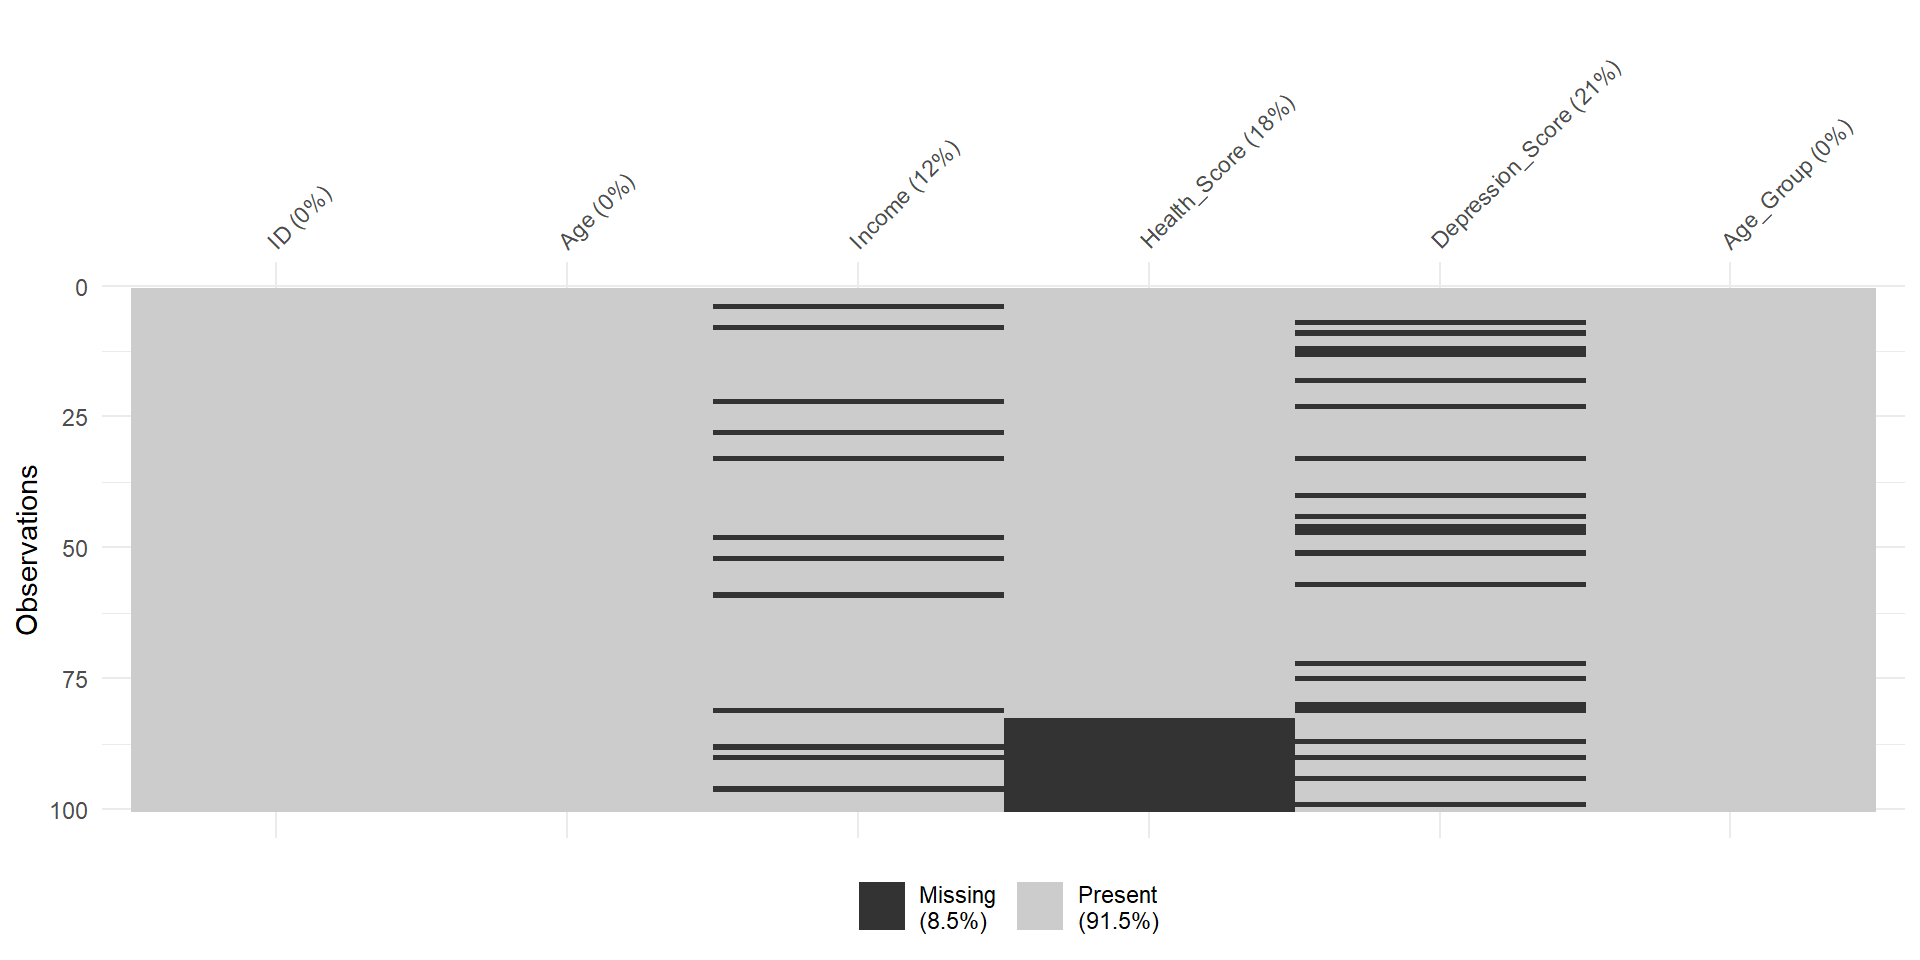 ID (0%)
Age (0%)
Income (12%)
Health_Score (18%)
Depression_Score (21%)
Age_Group (0%)
Observations
0
25
50
75
100
Missing
(8.5%)
Present
(91.5%)